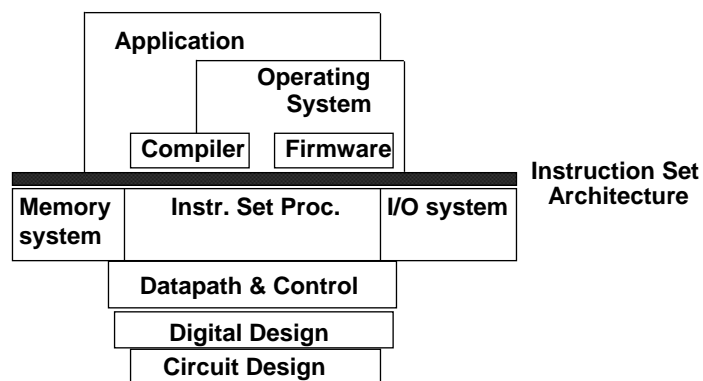 Application
Operating
System
Compiler
Firmware
Instruction Set
Architecture
Memory
system
Instr. Set Proc.
I/O system
Datapath & Control
Digital Design
Circuit Design